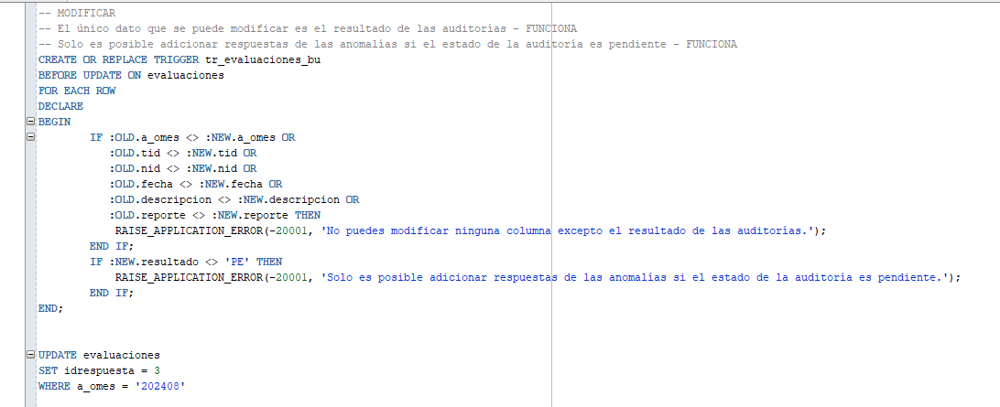 -- MODIFICAR
-- El único dato que se puede modificar es el resultado de las auditorías - FUNCIONA
-- Solo es posible adicionar respuestas de las anomalías si el estado de la auditoría es pendiente - FUNCIONA
CREATE OR REPLACE TRIGGER tr_evaluaciones_bu
BEFORE UPDATE ON evaluaciones
FOR EACH ROW
DECLARE
BEGIN
IF :OLD.a_omes <> :NEW.a_omes OR
:OLD.tid <> :NEW.tid OR
:OLD.nid <> :NEW.nid OR
:OLD.fecha <> :NEW.fecha OR
:OLD.descripcion <> :NEW.descripcion OR
:OLD.reporte <> :NEW.reporte THEN
RAISE_APPLICATION_ERROR(-20001, 'No puedes modificar ninguna columna excepto el resultado de las auditorías.');
END IF;
IF :NEW.resultado <> 'PE' THEN
RAISE_APPLICATION_ERROR(-20001, 'Solo es posible adicionar respuestas de las anomalías si el estado de la auditoría es pendiente.');
END IF;
END;
UPDATE evaluaciones
SET idrespuesta = 3
WHERE a_omes = '202408'